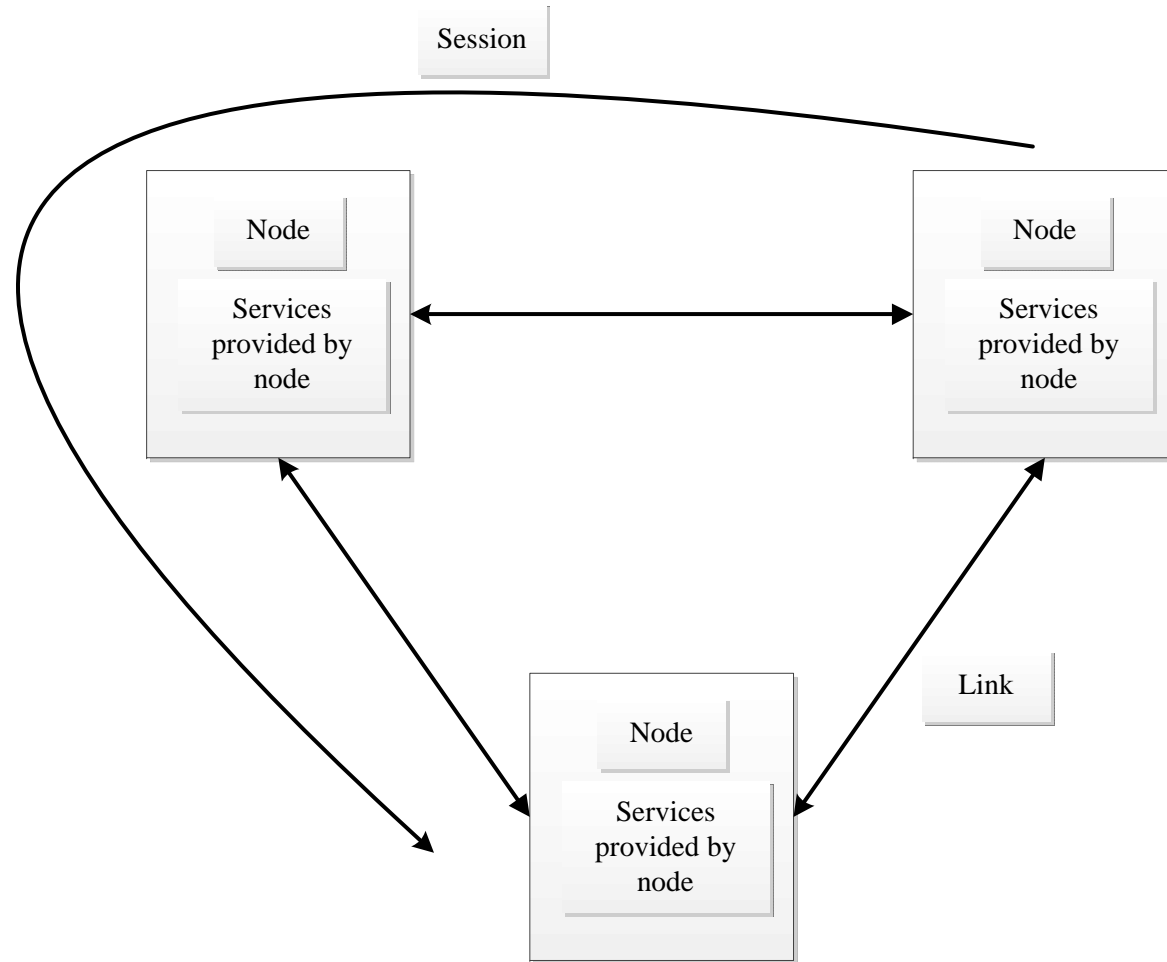 Session
Node
Services
provided by
node
Node
Services
provided by
node
Link
Node
Services
provided by
node